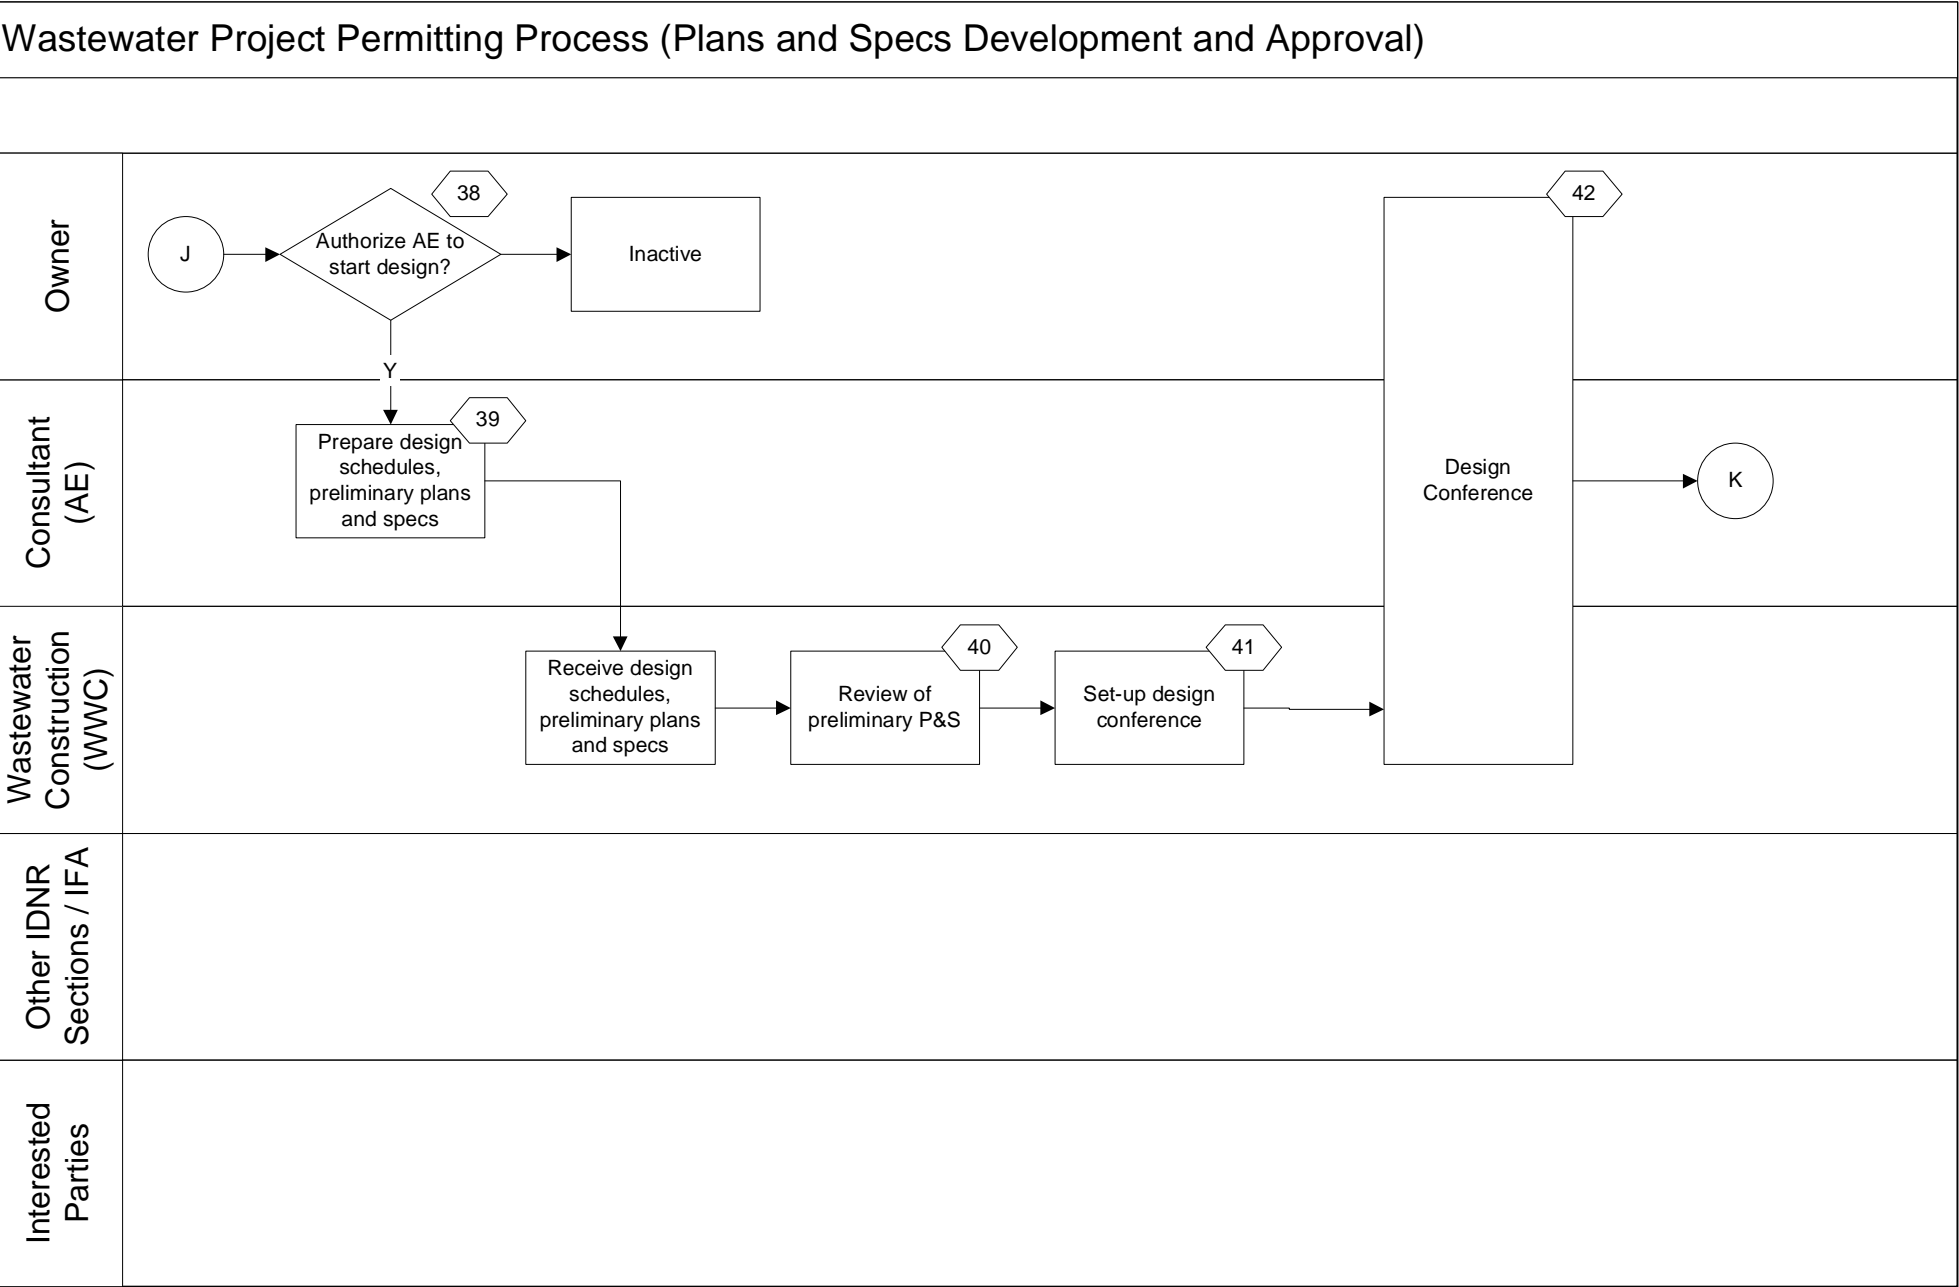 Wastewater Project Permitting Process (Plans and Specs Development and Approval)
Owner
J
38
Authorize AE to
start design?
Inactive
42
Y
Consultant
(AE)
39
Prepare design
schedules,
preliminary plans
and specs
Design
Conference
K
Wastewater
Construction
(WWC)
Receive design
schedules,
preliminary plans
and specs
40
Review of
preliminary P&S
41
Set-up design
conference
Other IDNR
Sections / IFA
Interested
Parties